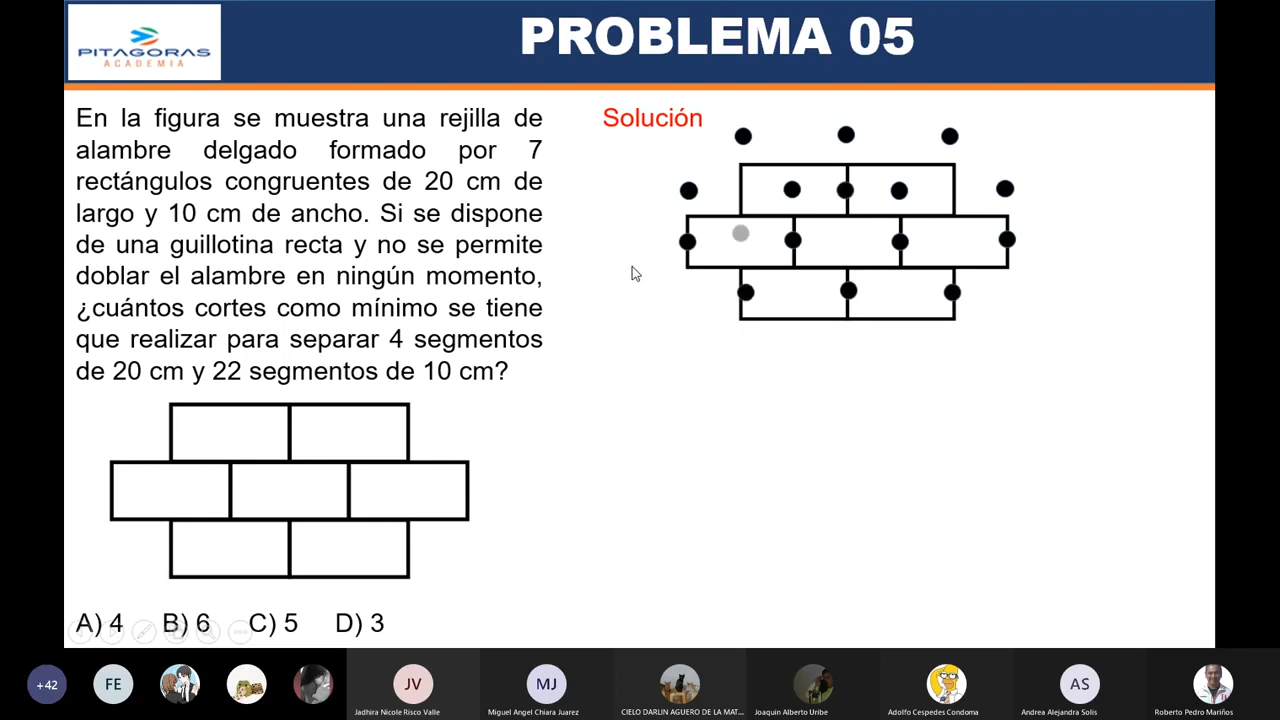 PITAGORAS
ACADEMIA
PROBLEMA 05
En la figura se muestra una rejilla de
alambre delgado formado por 7
rectángulos congruentes de 20 cm de
largo y 10 cm de ancho. Si se dispone
de una guillotina recta y no se permite
doblar el alambre en ningún momento,
¿cuántos cortes como mínimo se tiene
que realizar para separar 4 segmentos
de 20 cm y 22 segmentos de 10 cm?
Solución
A) 4 B) 6 C) 5 D) 3
+42
FE
JV
Jadhira Nicole Risco Valle
MJ
Miguel Angel Chiara Juarez
CIELO DARLIN AGUERO DE LA MAT...
Joaquin Alberto Uribe
Adolfo Cespedes Condoma
AS
Andrea Alejandra Solis
Roberto Pedro Mariños